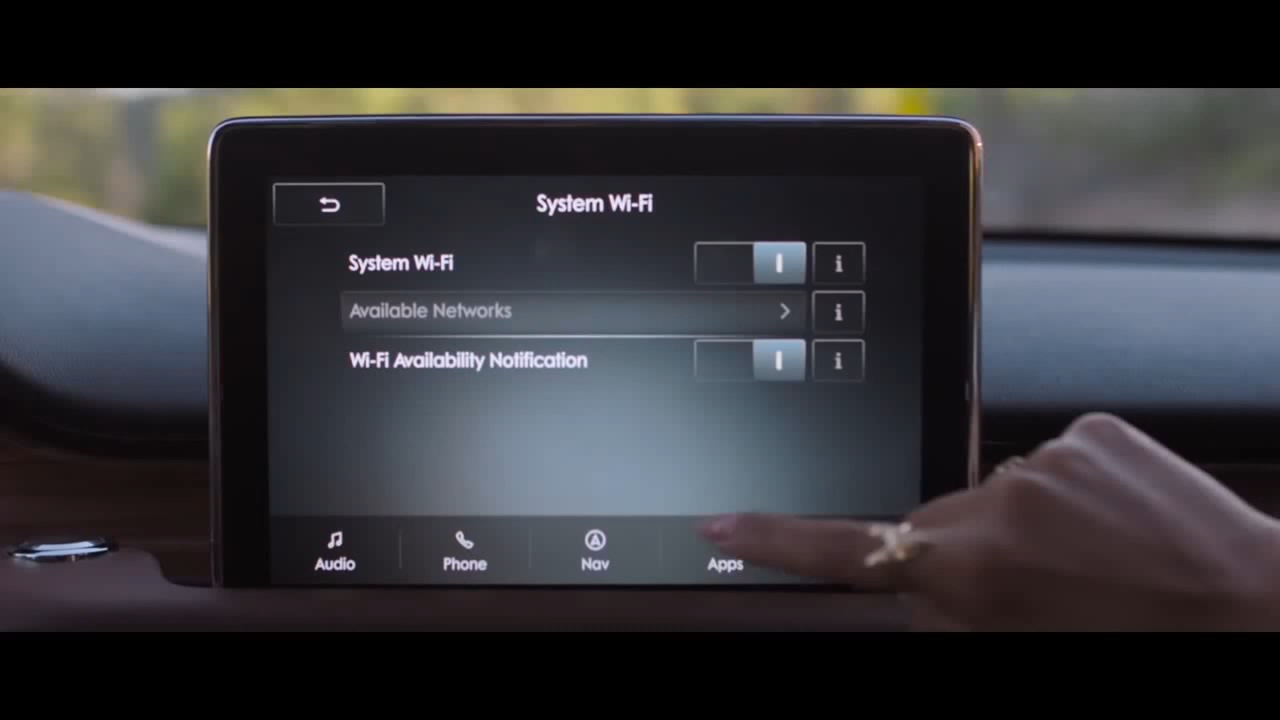 System Wi-Fi
System Wi-Fi
i
Available Networks
i
Wi-Fi Availability Notification
i
Audio
Phone
Nav
Apps